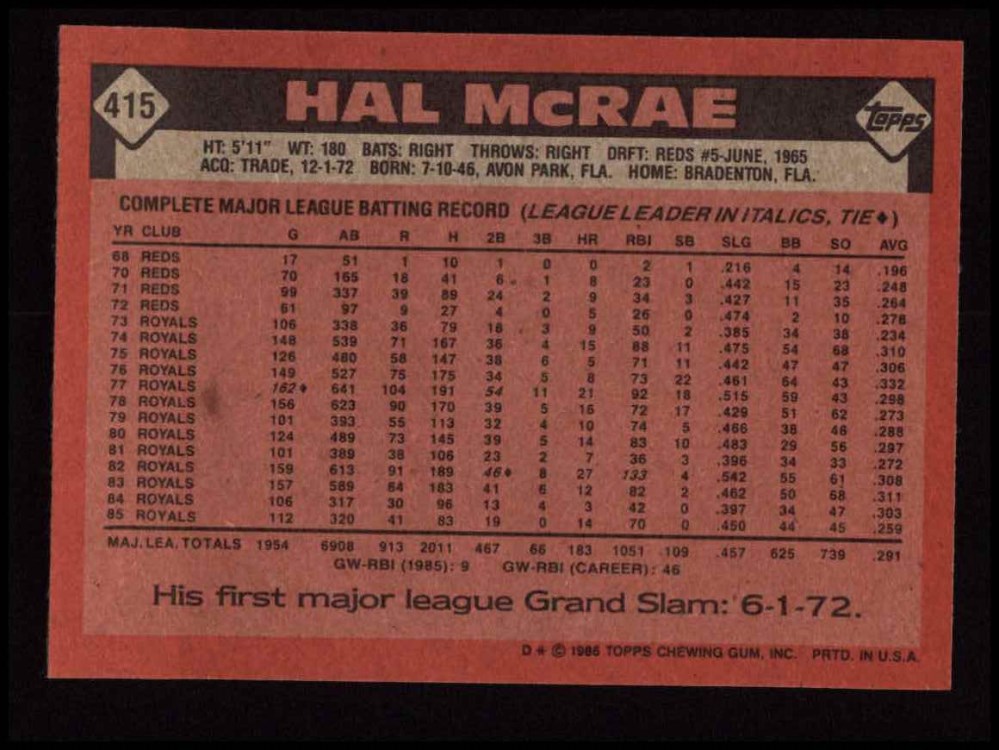 415
HAL McRAE
TOPPS
HT: 5'11" WT: 180 BATS: RIGHT THROWS: RIGHT DRFT: REDS #5-JUNE, 1965
ACQ: TRADE, 12-1-72 BORN: 7-10-46, AVON PARK, FLA. HOME: BRADENTON, FLA.
COMPLETE MAJOR LEAGUE BATTING RECORD (LEAGUE LEADER IN ITALICS, TIE♦)
YR CLUB G AB R H 2B 3B HR RBI SB SLG BB SO AVG
68 REDS 17 51 1 10 1 0 0 2 1 .216 4 14 .196
70 REDS 70 165 18 41 6 1 8 23 0 .442 15 23 .248
71 REDS 99 337 39 89 24 2 9 34 3 .427 11 35 .264
72 REDS 61 97 9 27 4 0 5 26 0 .474 2 10 .278
73 ROYALS 106 338 36 79 18 3 9 50 2 .385 34 38 .234
74 ROYALS 148 539 71 167 36 4 15 88 11 .475 54 68 .310
75 ROYALS 126 480 58 147 38 6 5 71 11 .442 47 47 .306
76 ROYALS 149 527 75 175 34 5 8 73 22 .461 64 43 .332
77 ROYALS 162♦ 641 104 191 54 11 21 92 18 .515 59 43 .298
78 ROYALS 156 623 90 170 39 5 16 72 17 .429 51 62 .273
79 ROYALS 101 393 55 113 32 4 10 74 5 .466 38 46 .288
80 ROYALS 124 489 73 145 39 5 14 83 10 .483 29 56 .297
81 ROYALS 101 389 38 106 23 2 7 36 3 .396 34 33 .272
82 ROYALS 159 613 91 189 46♦ 8 27 133 4 .542 55 61 .308
83 ROYALS 157 589 84 183 41 6 12 82 2 .462 50 68 .311
84 ROYALS 106 317 30 96 13 4 3 42 0 .397 34 47 .303
85 ROYALS 112 320 41 83 19 0 14 70 0 .450 44 45 .259
MAJ. LEA. TOTALS 1954 6908 913 2011 467 66 183 1051 109 .457 625 739 .291
GW-RBI (1985): 9 GW-RBI (CAREER): 46
His first major league Grand Slam: 6-1-72.
D * © 1986 TOPPS CHEWING GUM, INC. PRTD. IN U.S.A.